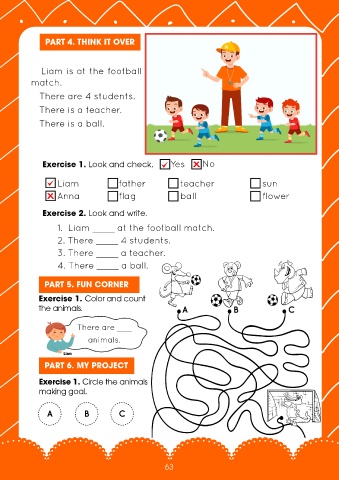 PART 4. THINK IT OVER
Liam is at the football
match.
There are 4 students.
There is a teacher.
There is a ball.
Exercise 1. Look and check. Yes No
Liam father teacher sun
Anna flag ball flower
Exercise 2. Look and write.
1. Liam _____ at the football match.
2. There _____ 4 students.
3. There _____ a teacher.
4. There _____ a ball.
PART 5. FUN CORNER
Exercise 1. Color and count
the animals.
There are ___
animals.
Liam
A B C
PART 6. MY PROJECT
Exercise 1. Circle the animals
making goal.
A B C
63